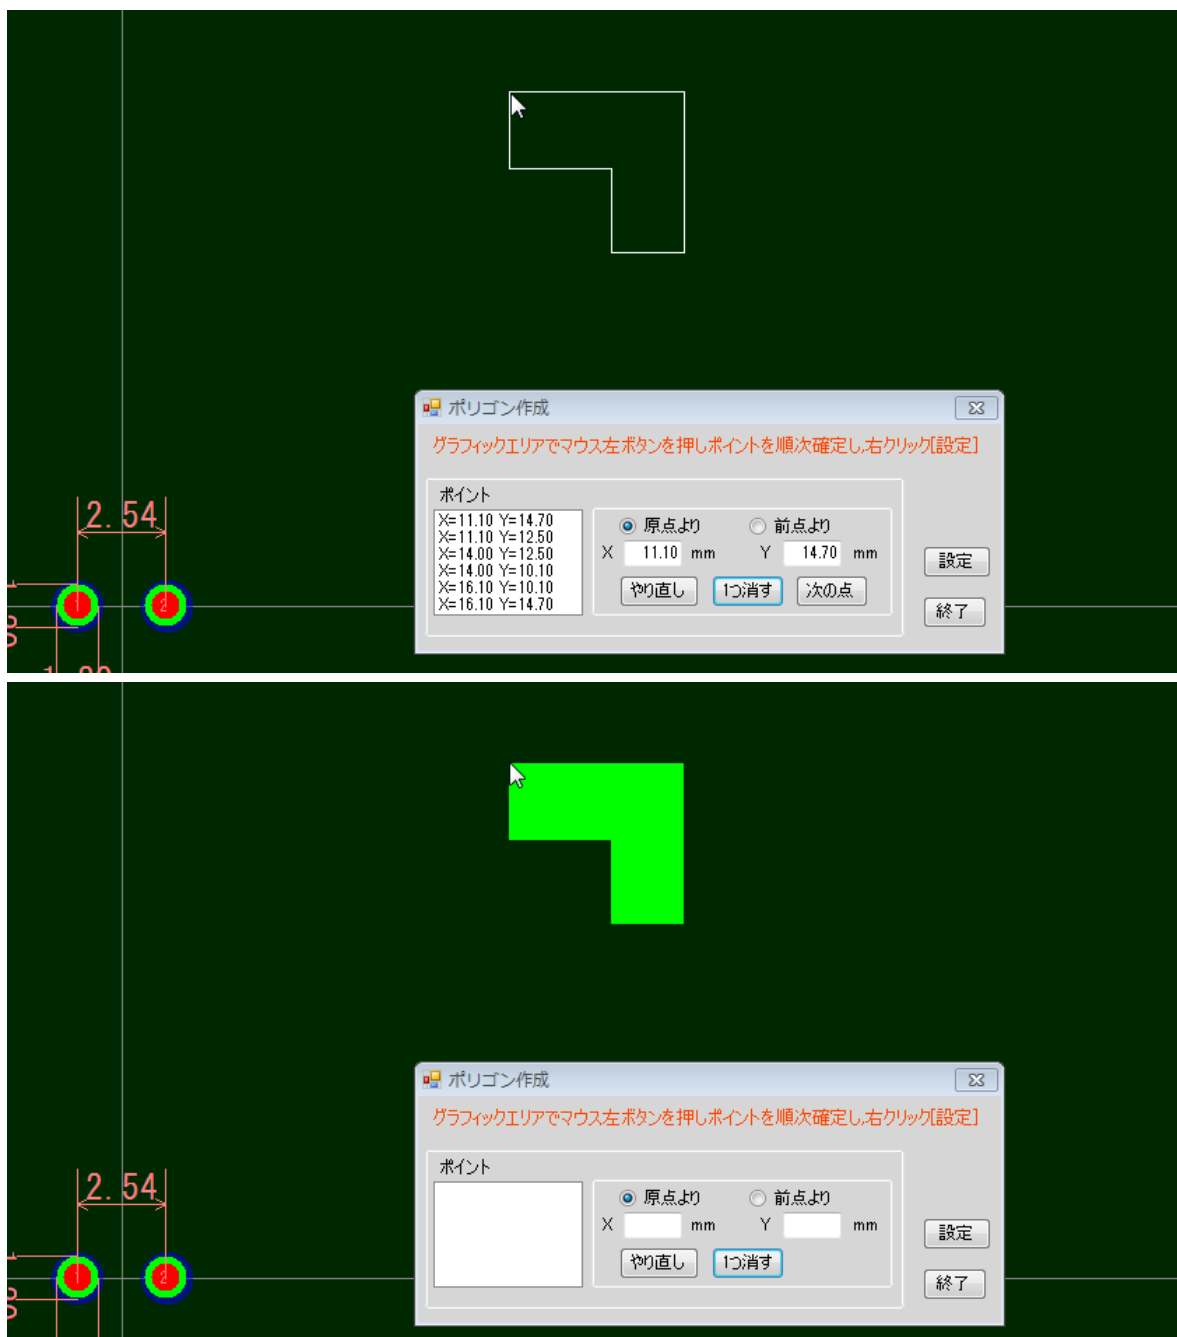 ポリゴン作成
グラフィックエリアでマウス左ボタンを押しポイントを順次確定し,右クリック[設定]
ポイント
X=11.10 Y=14.70
X=11.10 Y=12.50
X=14.00 Y=12.50
X=14.00 Y=10.10
X=16.10 Y=10.10
X=16.10 Y=14.70
原点より 前点より
X 11.10 mm Y 14.70 mm
やり直し 1つ消す 次の点
設定
終了
2.54
1 2
ポリゴン作成
グラフィックエリアでマウス左ボタンを押しポイントを順次確定し,右クリック[設定]
ポイント
原点より 前点より
X mm Y mm
やり直し 1つ消す
設定
終了
2.54
1 2